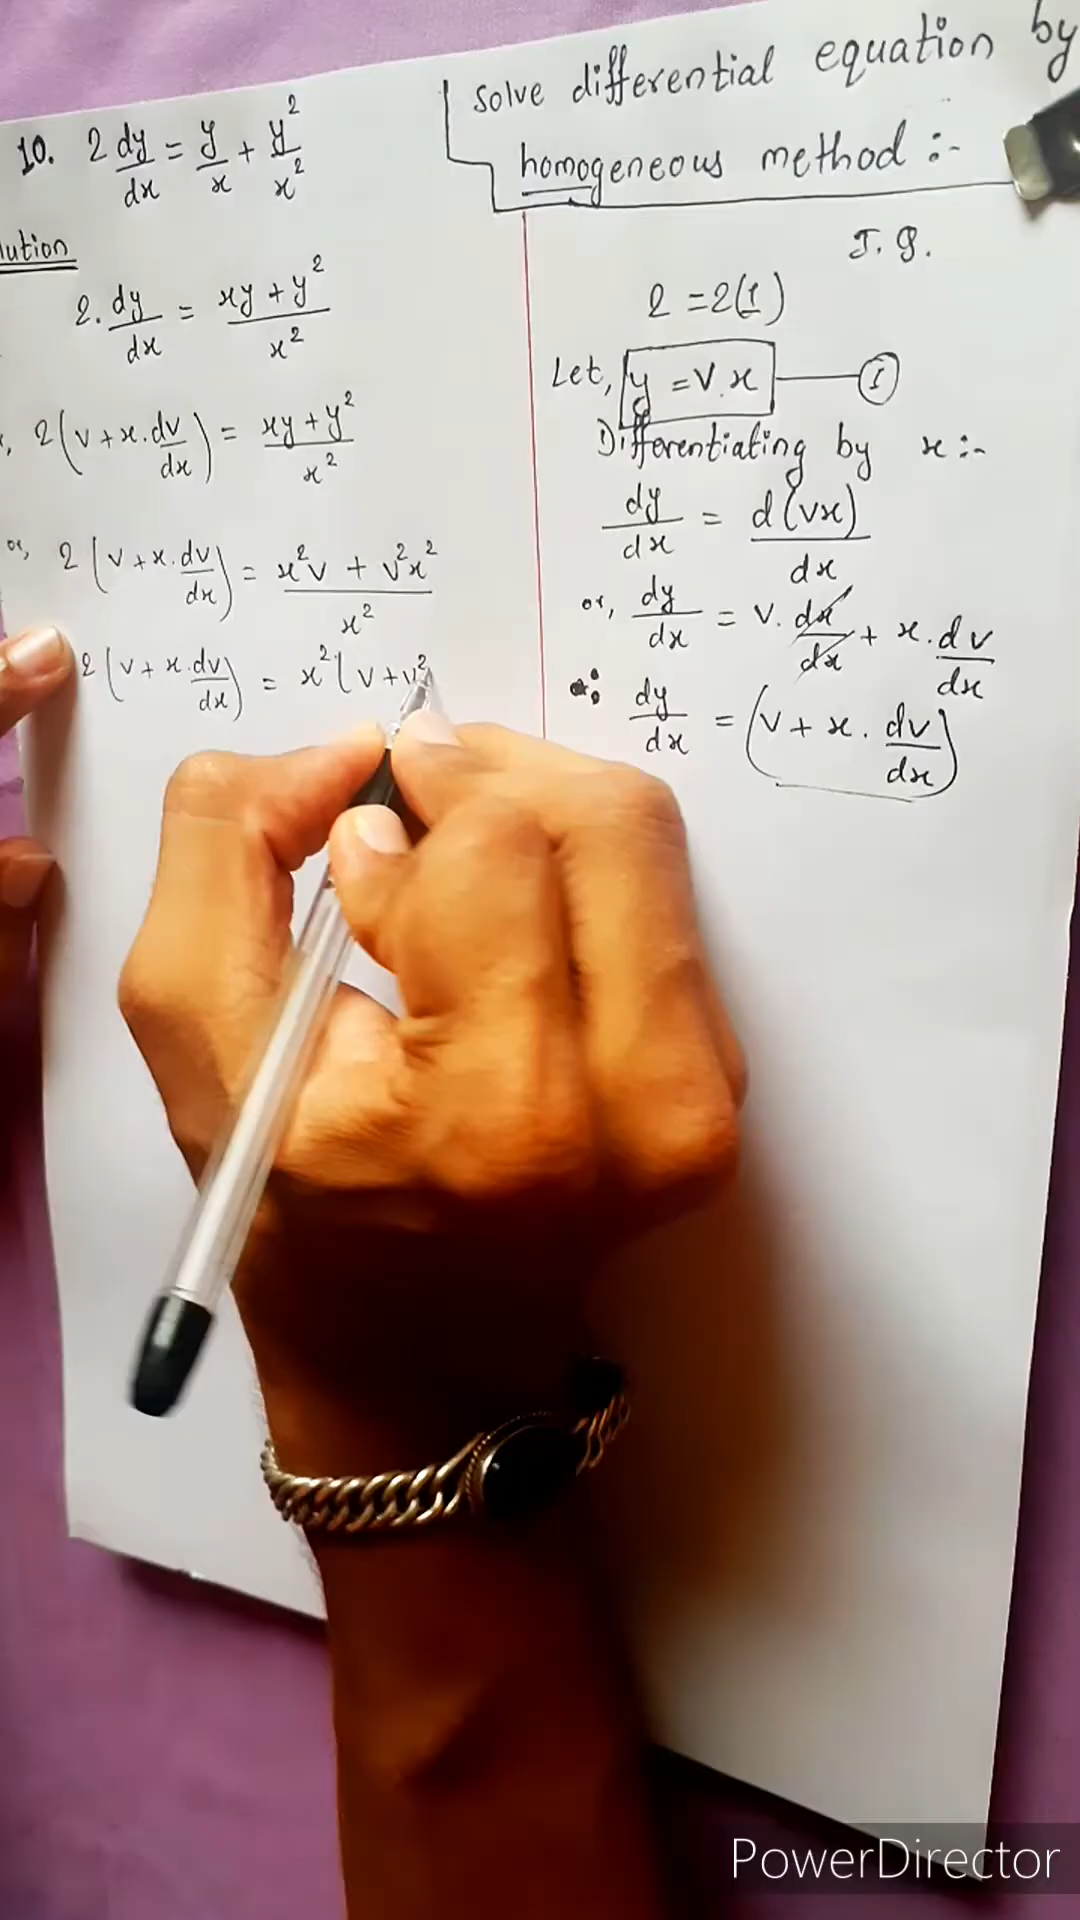 solve differential equation by
homogeneous method :-
10. 2 dy/dx = y/x + y²/x²
lution
2. dy/dx = (xy + y²)/x²
, 2(v + x.dv/dx) = (xy + y²)/x²
or, 2(v + x.dv/dx) = (x²v + v²x²)/x²
2(v + x.dv/dx) = x²(v + v²
I. g.
2 = 2(1)
Let, y = v.x — I
Differentiating by x :-
dy/dx = d(vx)/dx
or, dy/dx = v. dx/dx + x. dv/dx
∴ dy/dx = (v + x. dv/dx)
PowerDirector